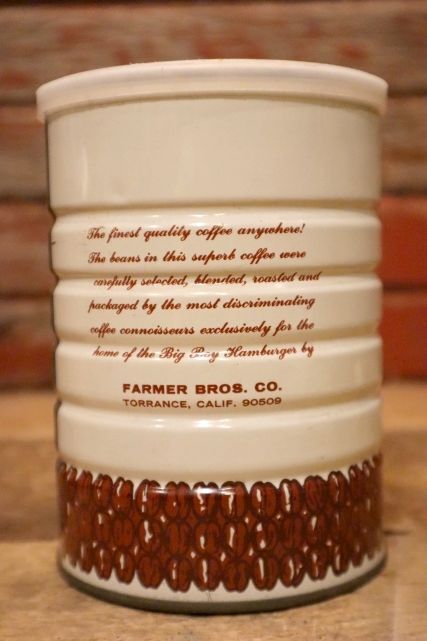 The finest quality coffee anywhere!
The beans in this superb coffee were
carefully selected, blended, roasted and
packaged by the most discriminating
coffee connoisseurs exclusively for the
home of the Big Boy Hamburger by
FARMER BROS. CO.
TORRANCE, CALIF. 90509